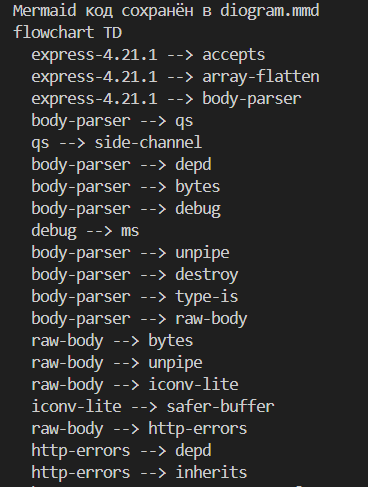 Mermaid код сохранён в diogram.mmd
flowchart TD
express-4.21.1 --> accepts
express-4.21.1 --> array-flatten
express-4.21.1 --> body-parser
body-parser --> qs
qs --> side-channel
body-parser --> depd
body-parser --> bytes
body-parser --> debug
debug --> ms
body-parser --> unpipe
body-parser --> destroy
body-parser --> type-is
body-parser --> raw-body
raw-body --> bytes
raw-body --> unpipe
raw-body --> iconv-lite
iconv-lite --> safer-buffer
raw-body --> http-errors
http-errors --> depd
http-errors --> inherits